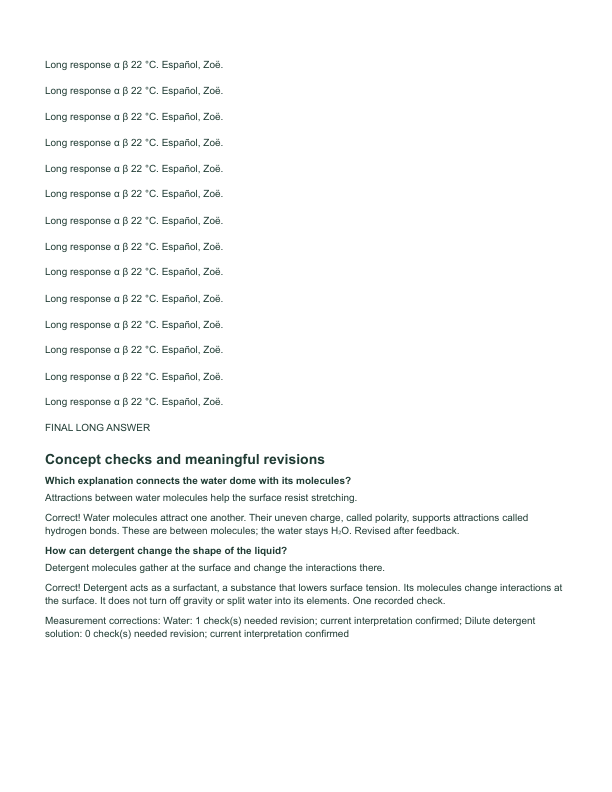 Long response α β 22 °C. Español, Zoë.
Long response α β 22 °C. Español, Zoë.
Long response α β 22 °C. Español, Zoë.
Long response α β 22 °C. Español, Zoë.
Long response α β 22 °C. Español, Zoë.
Long response α β 22 °C. Español, Zoë.
Long response α β 22 °C. Español, Zoë.
Long response α β 22 °C. Español, Zoë.
Long response α β 22 °C. Español, Zoë.
Long response α β 22 °C. Español, Zoë.
Long response α β 22 °C. Español, Zoë.
Long response α β 22 °C. Español, Zoë.
Long response α β 22 °C. Español, Zoë.
Long response α β 22 °C. Español, Zoë.
FINAL LONG ANSWER
Concept checks and meaningful revisions
Which explanation connects the water dome with its molecules?
Attractions between water molecules help the surface resist stretching.
Correct! Water molecules attract one another. Their uneven charge, called polarity, supports attractions called
hydrogen bonds. These are between molecules; the water stays H₂O. Revised after feedback.
How can detergent change the shape of the liquid?
Detergent molecules gather at the surface and change the interactions there.
Correct! Detergent acts as a surfactant, a substance that lowers surface tension. Its molecules change interactions at
the surface. It does not turn off gravity or split water into its elements. One recorded check.
Measurement corrections: Water: 1 check(s) needed revision; current interpretation confirmed; Dilute detergent
solution: 0 check(s) needed revision; current interpretation confirmed